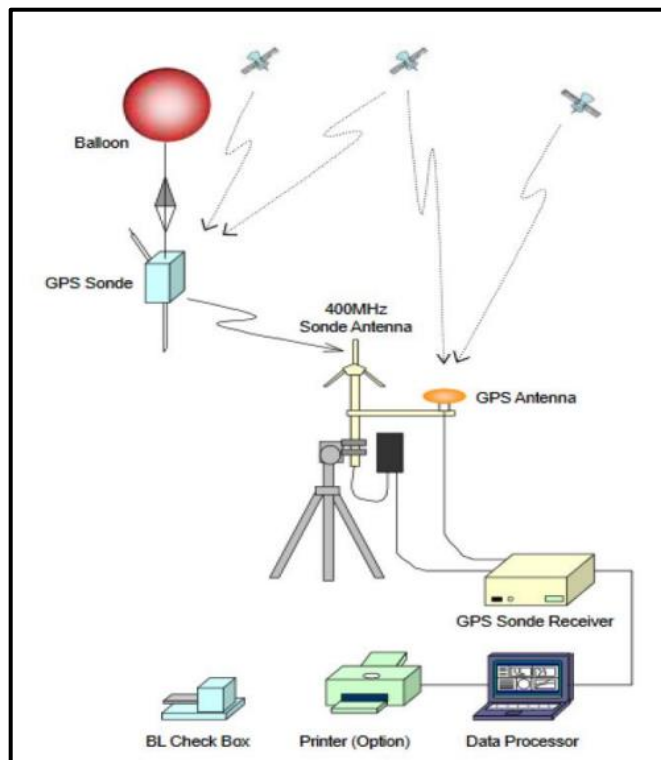 Balloon
GPS Sonde
400MHz
Sonde Antenna
GPS Antenna
GPS Sonde Receiver
BL Check Box
Printer (Option)
Data Processor